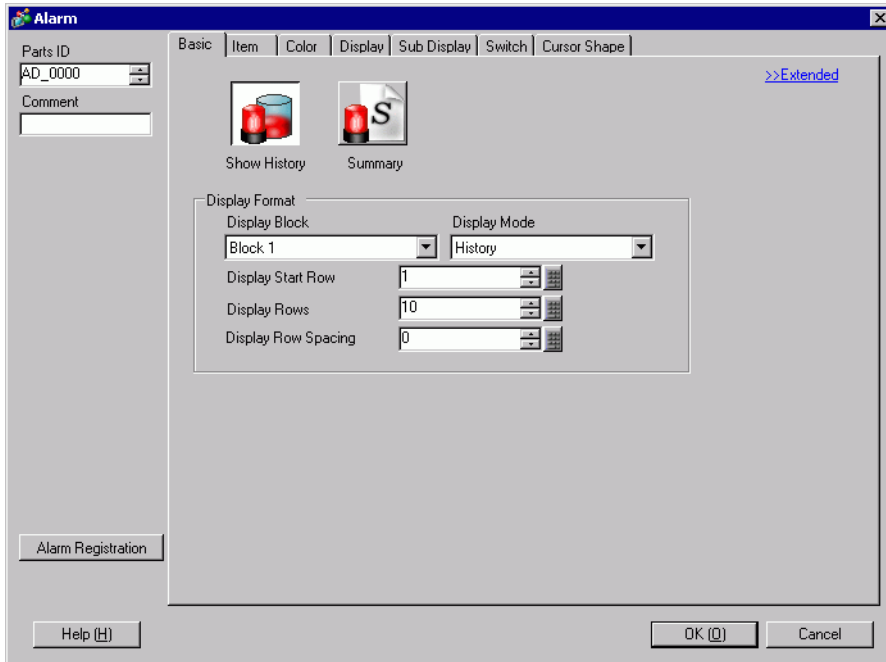 Alarm
Parts ID
AD_0000
Comment
Basic Item Color Display Sub Display Switch Cursor Shape
>>Extended
S
Show History Summary
Display Format
Display Block Display Mode
Block 1 History
Display Start Row 1
Display Rows 10
Display Row Spacing 0
Alarm Registration
Help (H) OK (O) Cancel